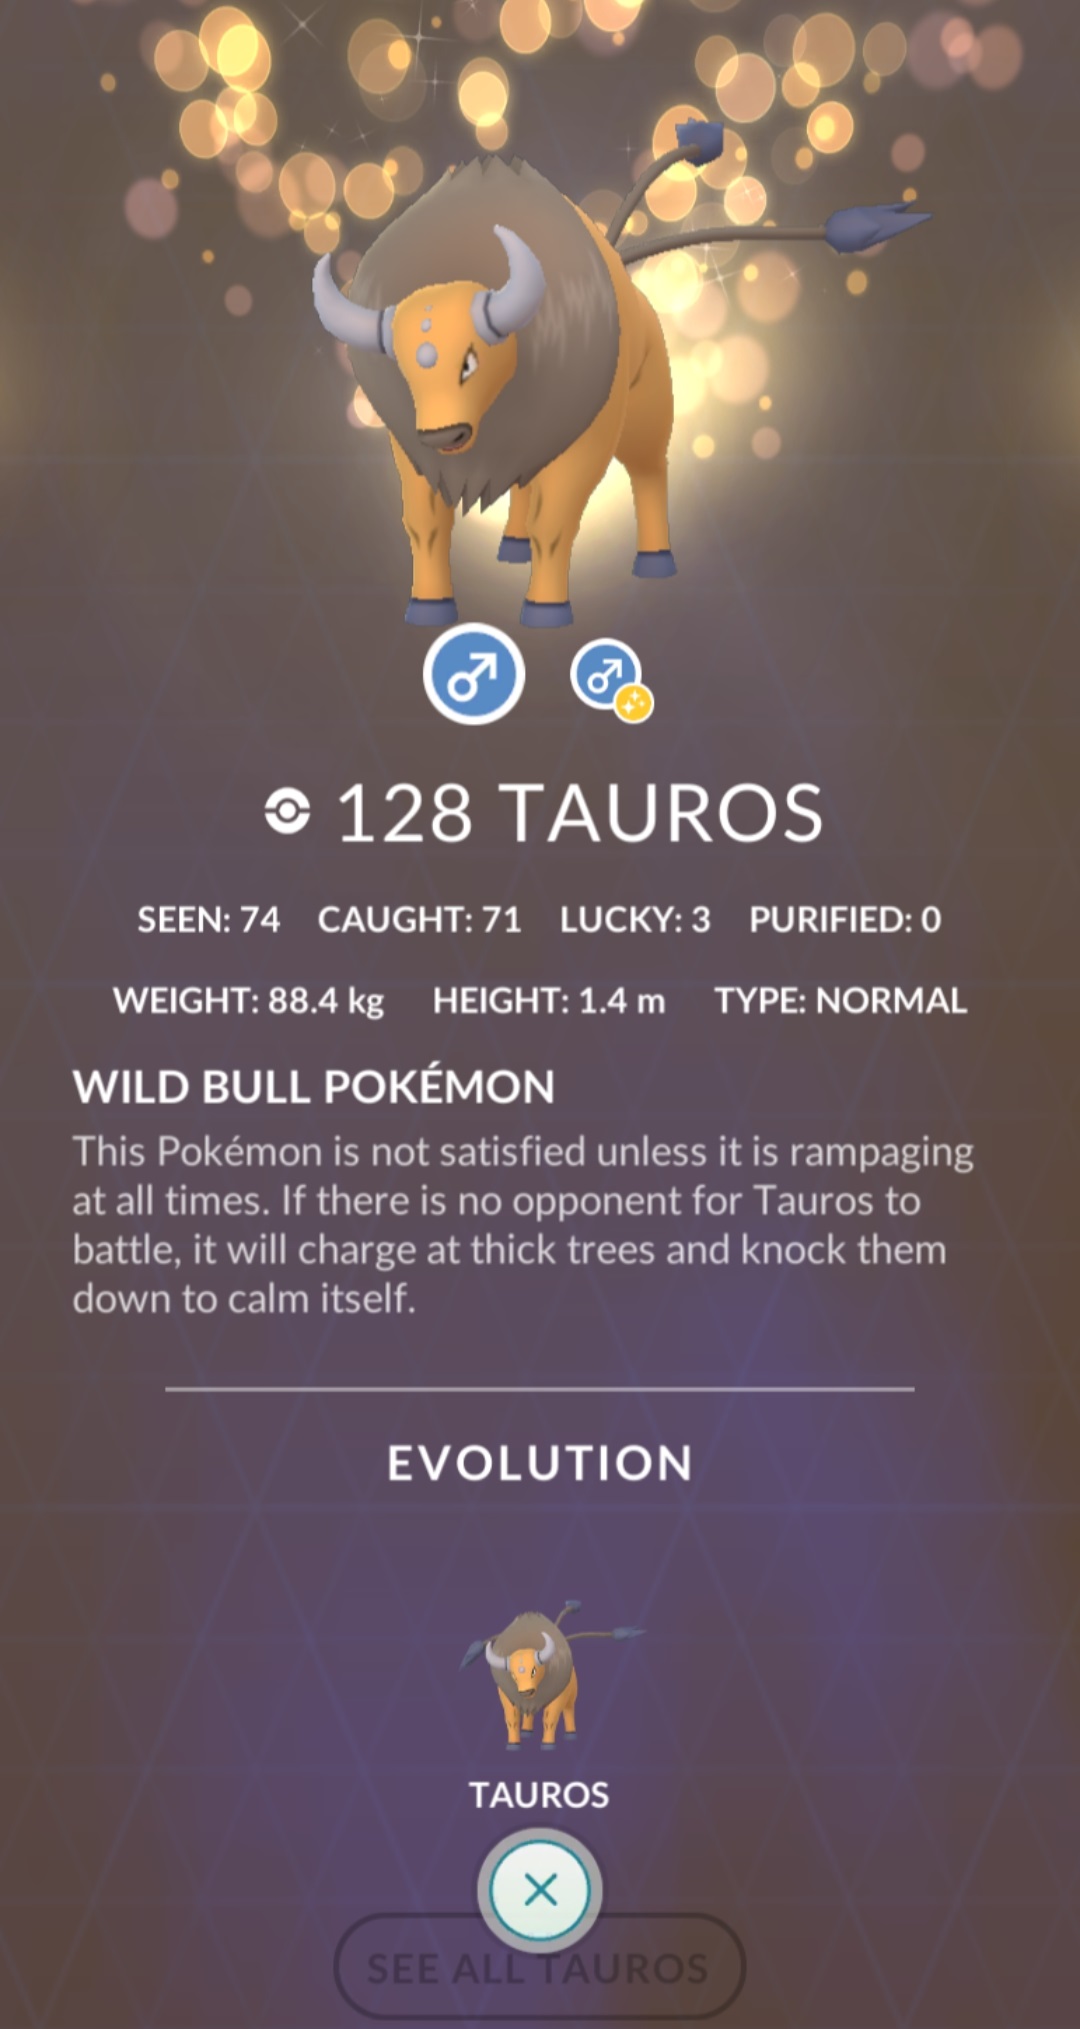 128 TAUROS
SEEN: 74 CAUGHT: 71 LUCKY: 3 PURIFIED: 0
WEIGHT: 88.4 kg HEIGHT: 1.4 m TYPE: NORMAL
WILD BULL POKÉMON
This Pokémon is not satisfied unless it is rampaging
at all times. If there is no opponent for Tauros to
battle, it will charge at thick trees and knock them
down to calm itself.
EVOLUTION
TAUROS
SEE ALL TAUROS